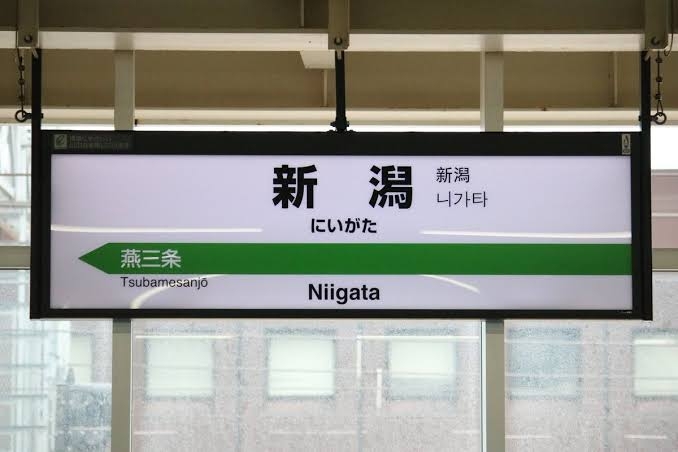 新潟
新潟
니가타
にいがた
燕三条
Tsubamesanjō
Niigata